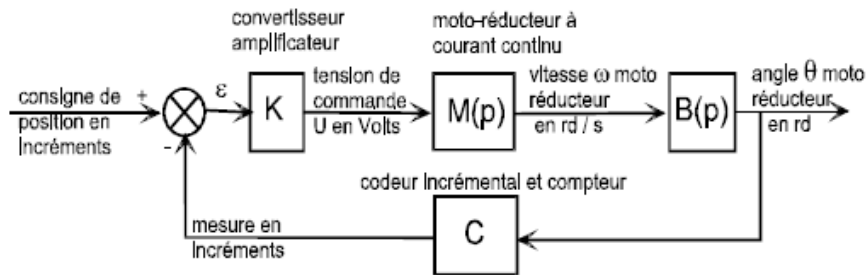 convertisseur
amplificateur
moto-réducteur à
courant continu
consigne de
position en
incréments
+
-
ε
K
tension de
commande
U en Volts
M(p)
vitesse ω moto
réducteur
en rd / s
B(p)
angle θ moto
réducteur
en rd
codeur incrémental et compteur
C
mesure en
incréments